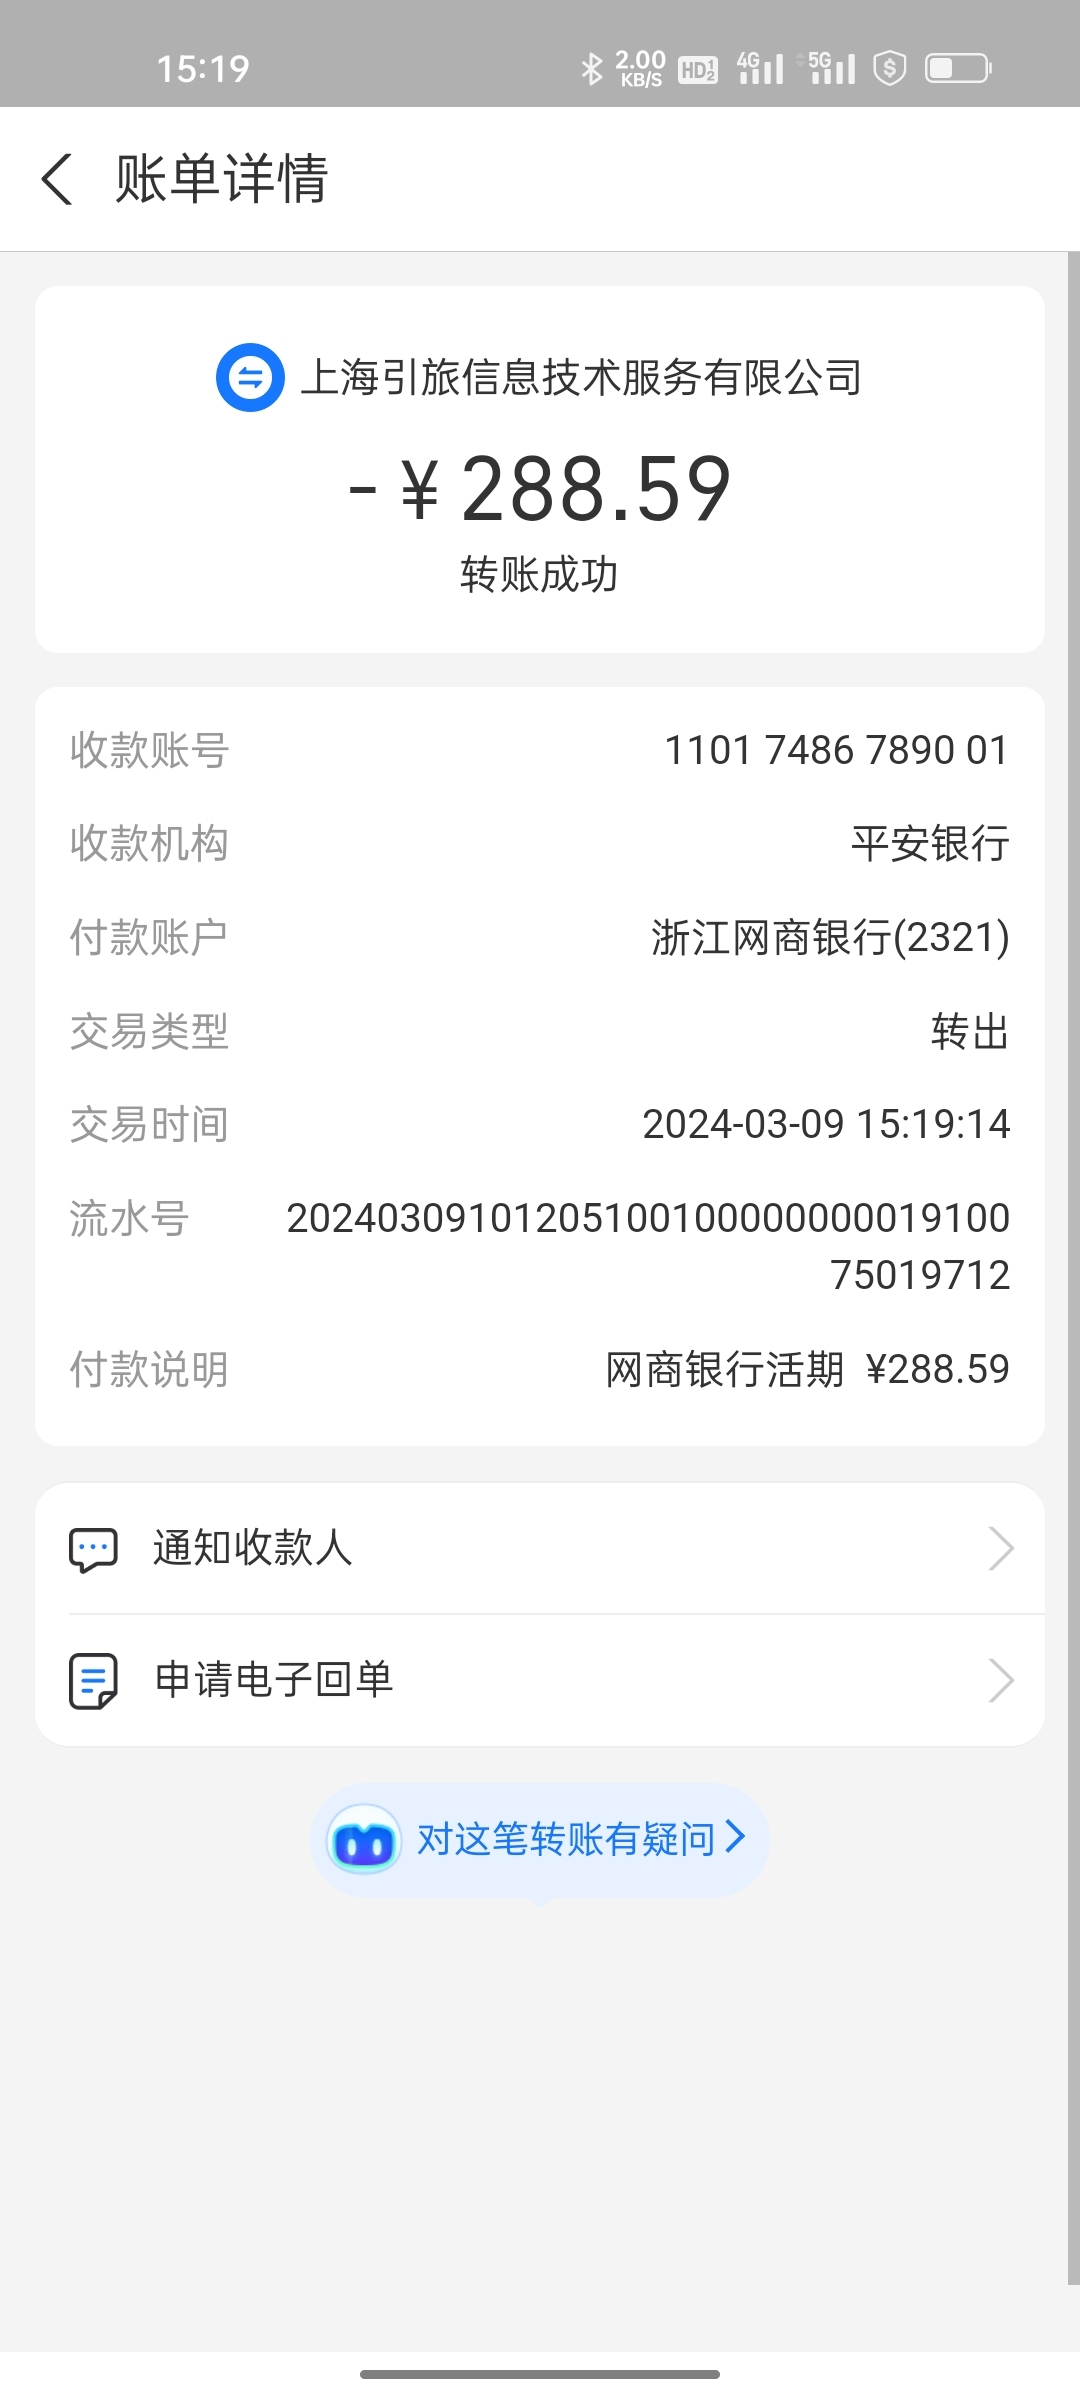 15:19
2.00
KB/S
HD 1 2
4G
5G
账单详情
上海引旅信息技术服务有限公司
- ¥ 288.59
转账成功
收款账号 1101 7486 7890 01
收款机构 平安银行
付款账户 浙江网商银行(2321)
交易类型 转出
交易时间 2024-03-09 15:19:14
流水号 20240309101205100100000000019100
75019712
付款说明 网商银行活期 ¥288.59
通知收款人
申请电子回单
对这笔转账有疑问